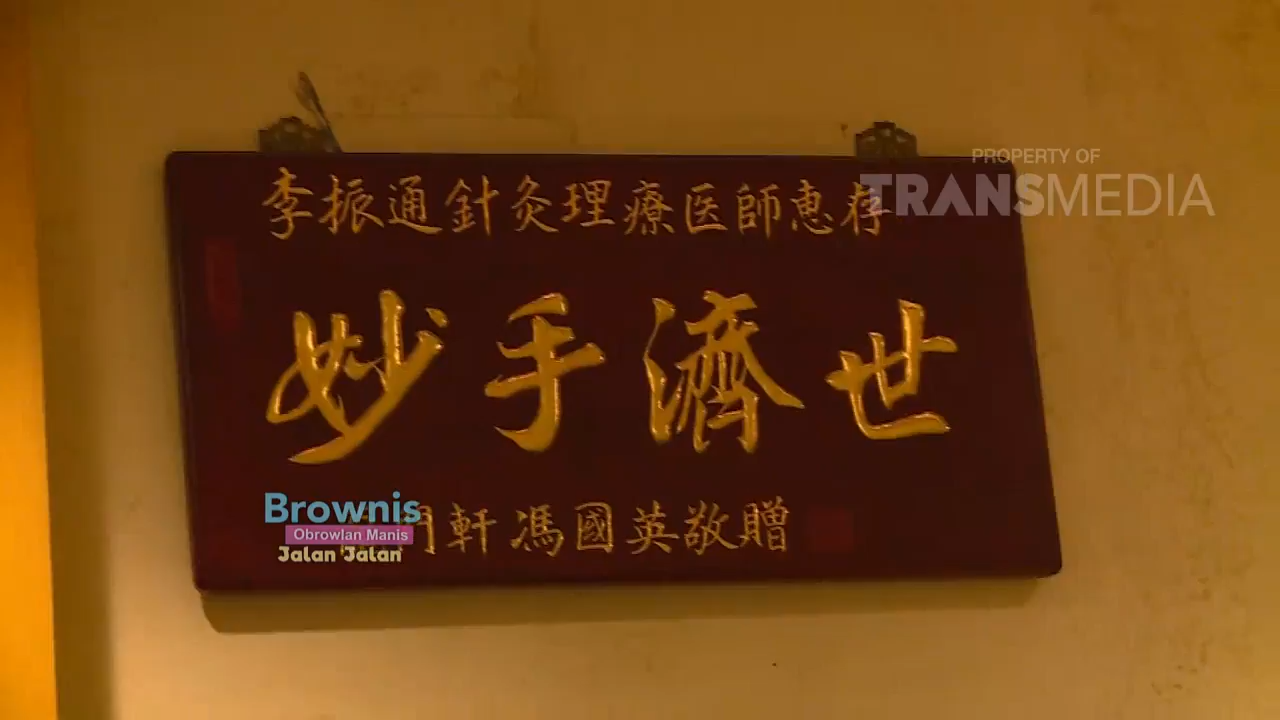 李振通針灸理療医師惠存
PROPERTY OF
TRANSMEDIA
妙手濟世
Brownis
Obrowlan Manis
Jalan Jalan
門軒馮國英敬贈